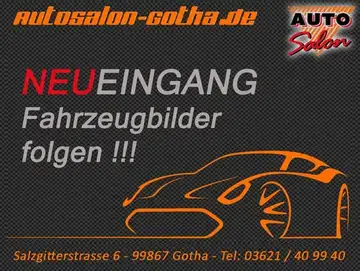 autosalon-gotha.de
AUTO
Salon
NEUEINGANG
Fahrzeugbilder
folgen !!!
Salzgitterstrasse 6 - 99867 Gotha - Tel: 03621 / 40 99 40